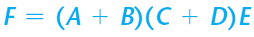 F = (A + B)(C + D)E